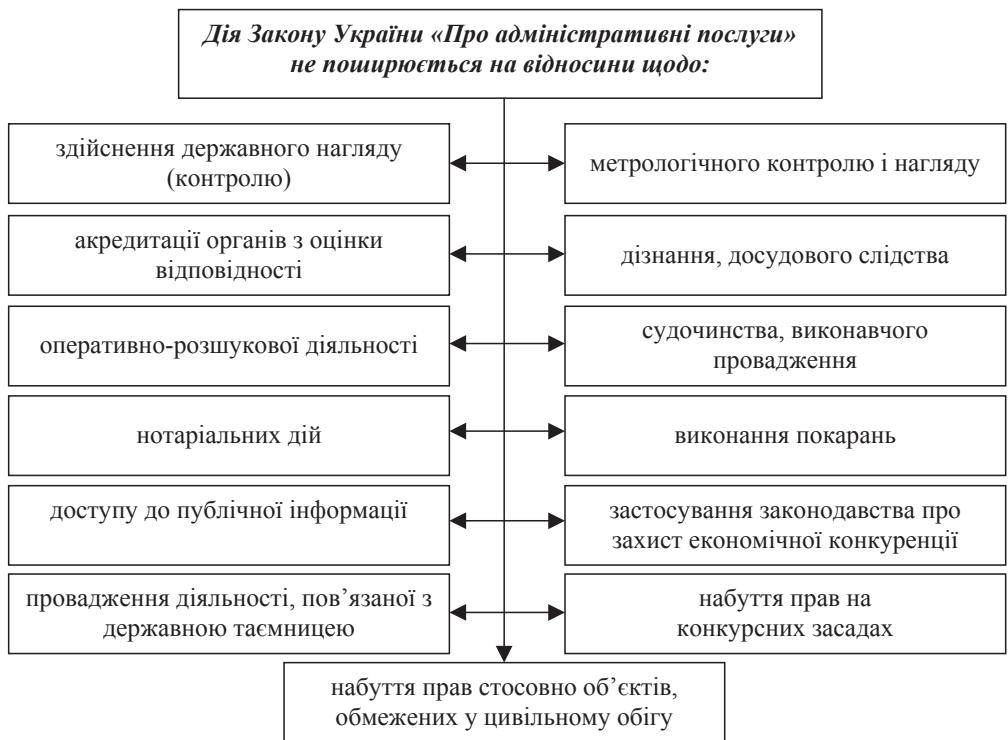 Дія Закону України «Про адміністративні послуги»
не поширюється на відносини щодо:
здійснення державного нагляду
(контролю)
метрологічного контролю і нагляду
акредитації органів з оцінки
відповідності
дізнання, досудового слідства
оперативно-розшукової діяльності
судочинства, виконавчого
провадження
нотаріальних дій
виконання покарань
доступу до публічної інформації
застосування законодавства про
захист економічної конкуренції
провадження діяльності, пов’язаної з
державною таємницею
набуття прав на
конкурсних засадах
набуття прав стосовно об’єктів,
обмежених у цивільному обігу